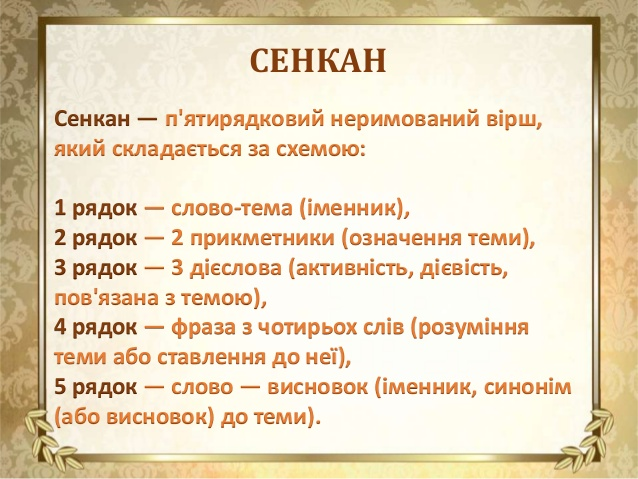 СЕНКАН
Сенкан — п'ятирядковий неримований вірш,
який складається за схемою:
1 рядок — слово-тема (іменник),
2 рядок — 2 прикметники (означення теми),
3 рядок — 3 дієслова (активність, дієвість,
пов'язана з темою),
4 рядок — фраза з чотирьох слів (розуміння
теми або ставлення до неї),
5 рядок — слово — висновок (іменник, синонім
(або висновок) до теми).